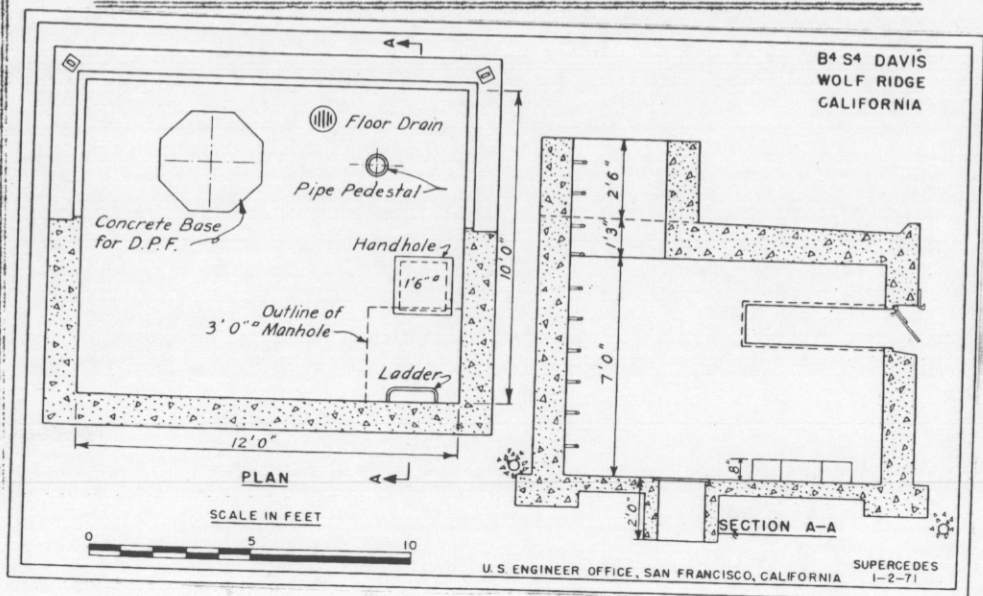 B4 S4 DAVIS
WOLF RIDGE
CALIFORNIA
A
Floor Drain
Pipe Pedestal
Concrete Base
for D.P.F.
Handhole
1'6"□
10'0"
Outline of
3'0"□ Manhole
Ladder
12'0"
PLAN
A
SCALE IN FEET
0 5 10
2'6"
1'3"
7'0"
8"
2'0"
SECTION A-A
U.S. ENGINEER OFFICE, SAN FRANCISCO, CALIFORNIA
SUPERCEDES
1-2-71